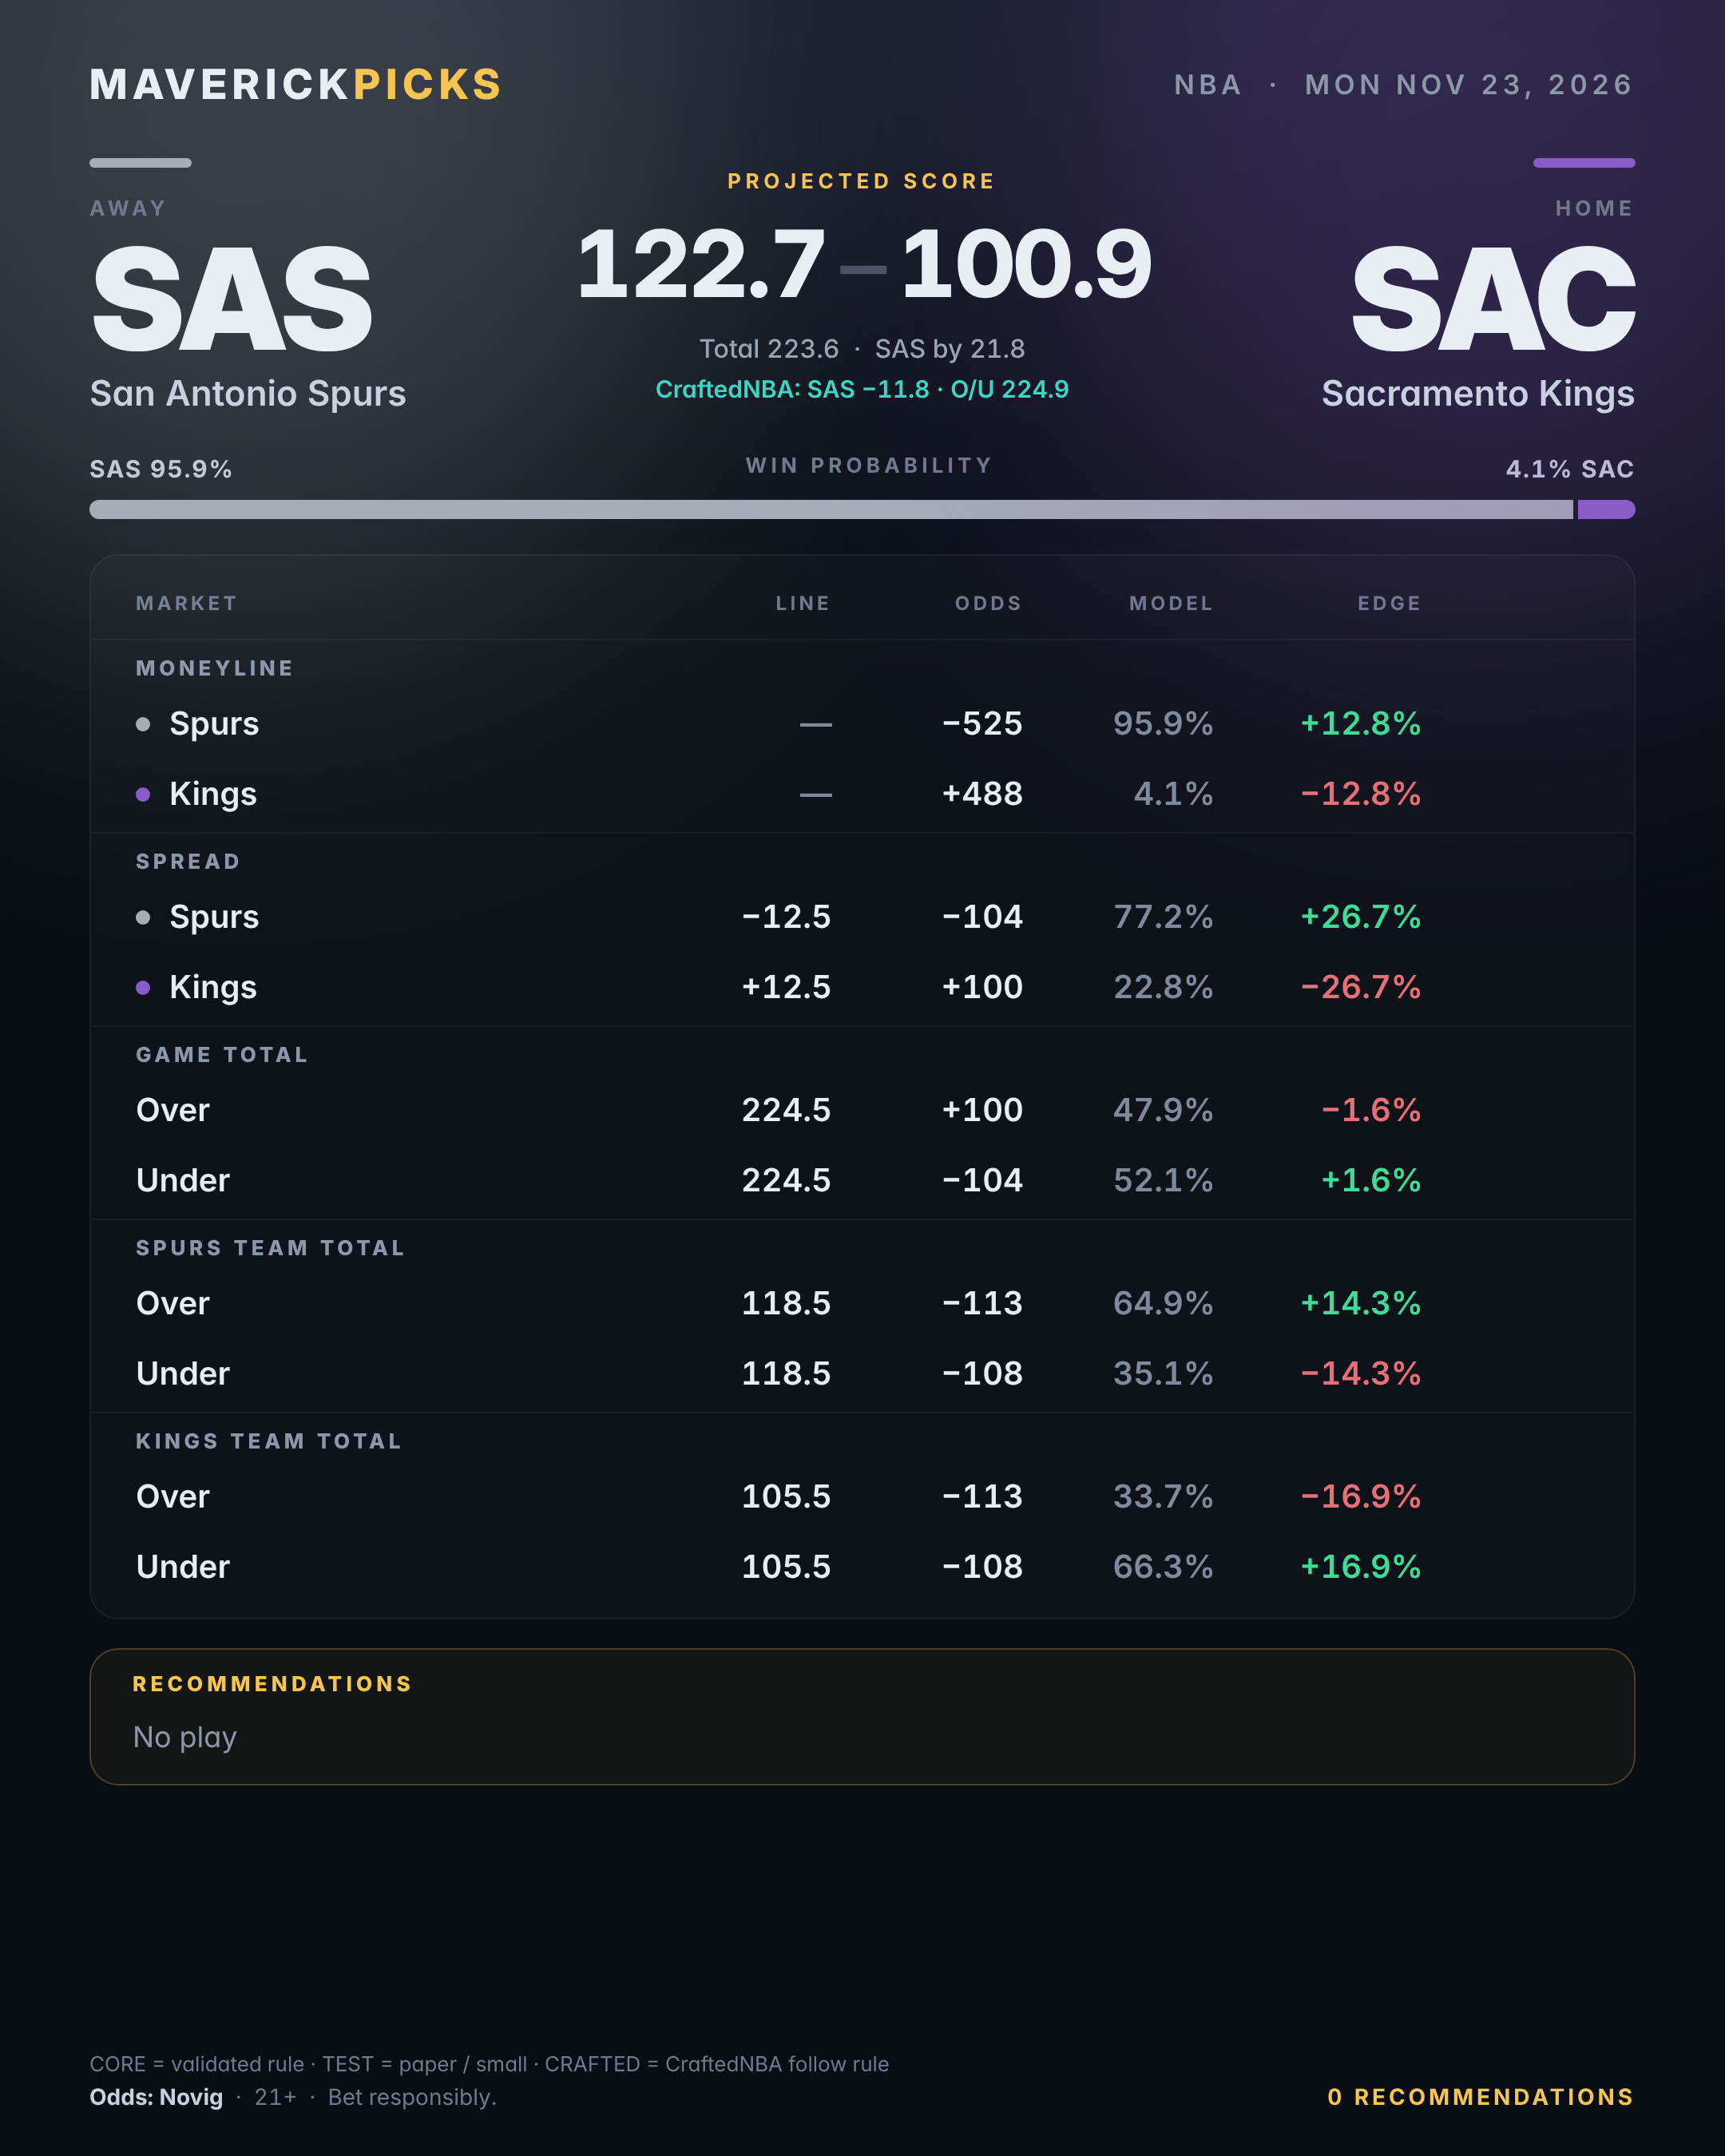 MAVERICKPICKS
NBA · MON NOV 23, 2026
AWAY
SAS
San Antonio Spurs
PROJECTED SCORE
122.7 – 100.9
Total 223.6 · SAS by 21.8
CraftedNBA: SAS −11.8 · O/U 224.9
HOME
SAC
Sacramento Kings
SAS 95.9%
WIN PROBABILITY
4.1% SAC
MARKET LINE ODDS MODEL EDGE
MONEYLINE
Spurs — −525 95.9% +12.8%
Kings — +488 4.1% −12.8%
SPREAD
Spurs −12.5 −104 77.2% +26.7%
Kings +12.5 +100 22.8% −26.7%
GAME TOTAL
Over 224.5 +100 47.9% −1.6%
Under 224.5 −104 52.1% +1.6%
SPURS TEAM TOTAL
Over 118.5 −113 64.9% +14.3%
Under 118.5 −108 35.1% −14.3%
KINGS TEAM TOTAL
Over 105.5 −113 33.7% −16.9%
Under 105.5 −108 66.3% +16.9%
RECOMMENDATIONS
No play
CORE = validated rule · TEST = paper / small · CRAFTED = CraftedNBA follow rule
Odds: Novig · 21+ · Bet responsibly.
0 RECOMMENDATIONS